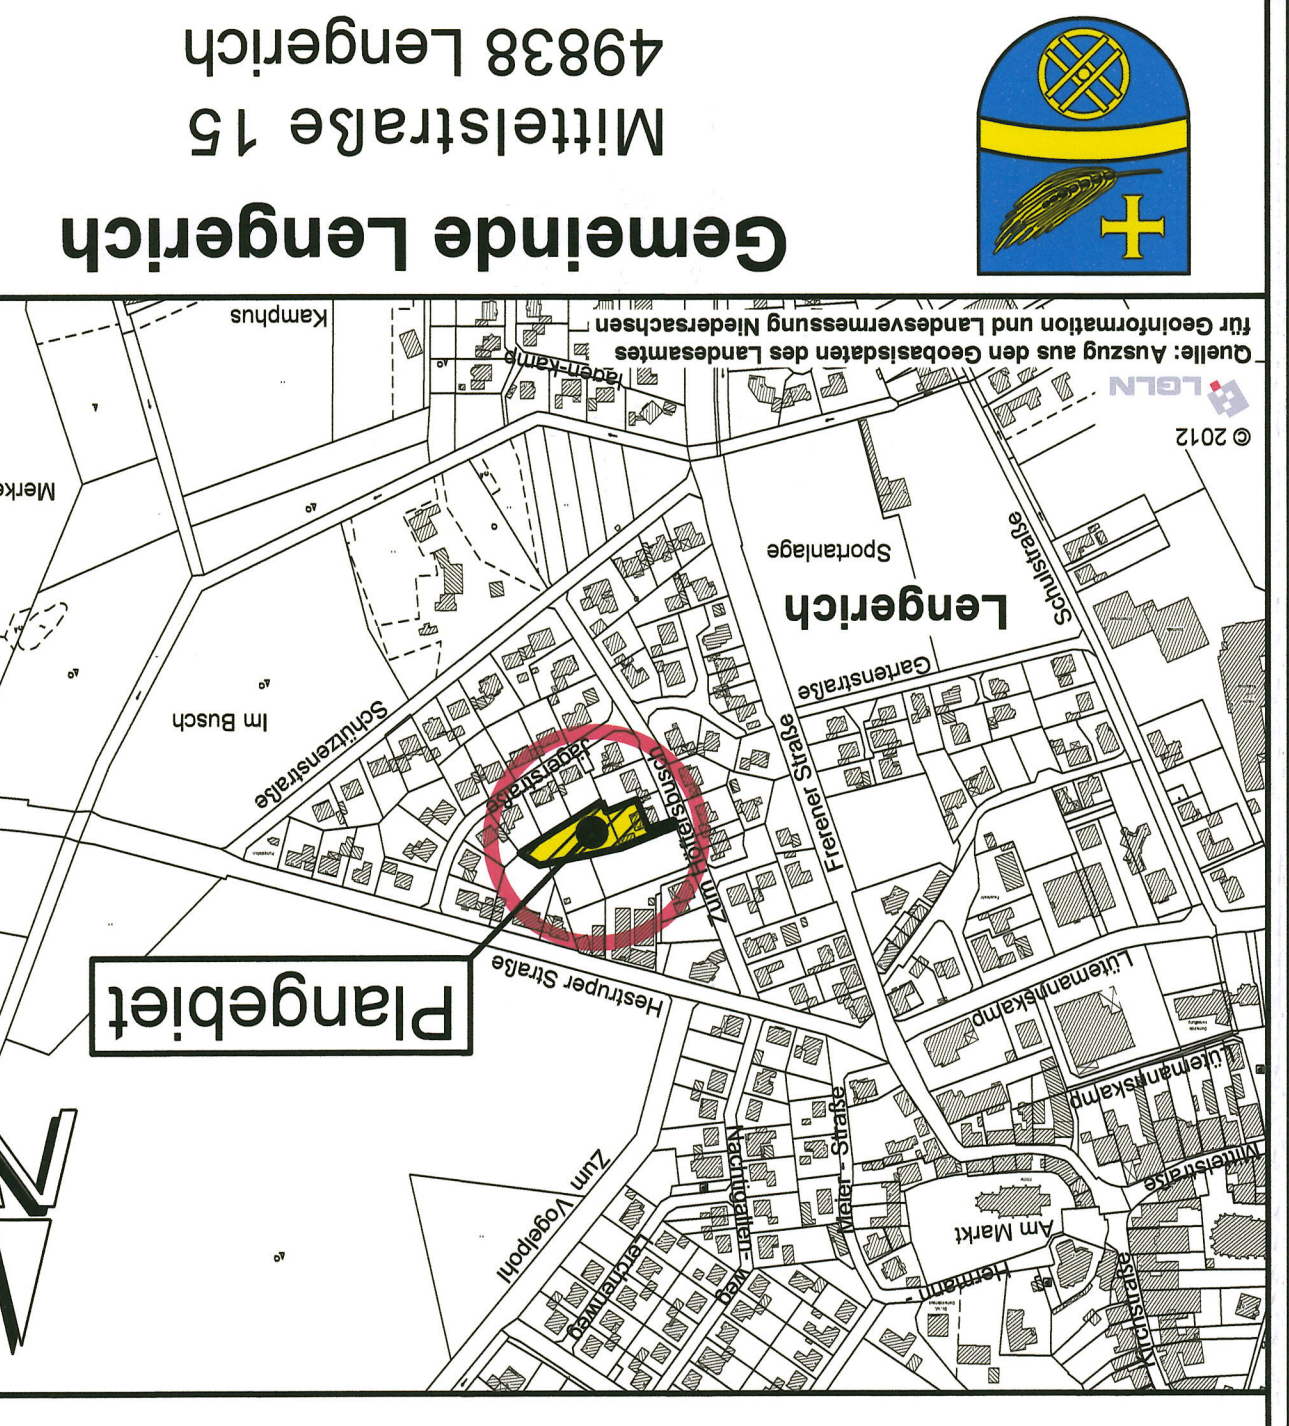 N
Kirchstraße
Hermann -
Am Markt
Mittelstraße
Lerchenweg
Nachtigallen-
weg
Zum Vogelpohl
Meier - Straße
Lütemannskamp
Lütemannskamp
Plangebiet
Hestruper Straße
Frerener Straße
Jägerstraße
Schützenstraße
Im Busch
Gartenstraße
Lengerich
Schulstraße
Sportanlage
Merke
© 2012
LGLN
Quelle: Auszug aus den Geobasisdaten des Landesamtes
für Geoinformation und Landesvermessung Niedersachsen
Kamphus
Gemeinde Lengerich
Mittelstraße 15
49838 Lengerich